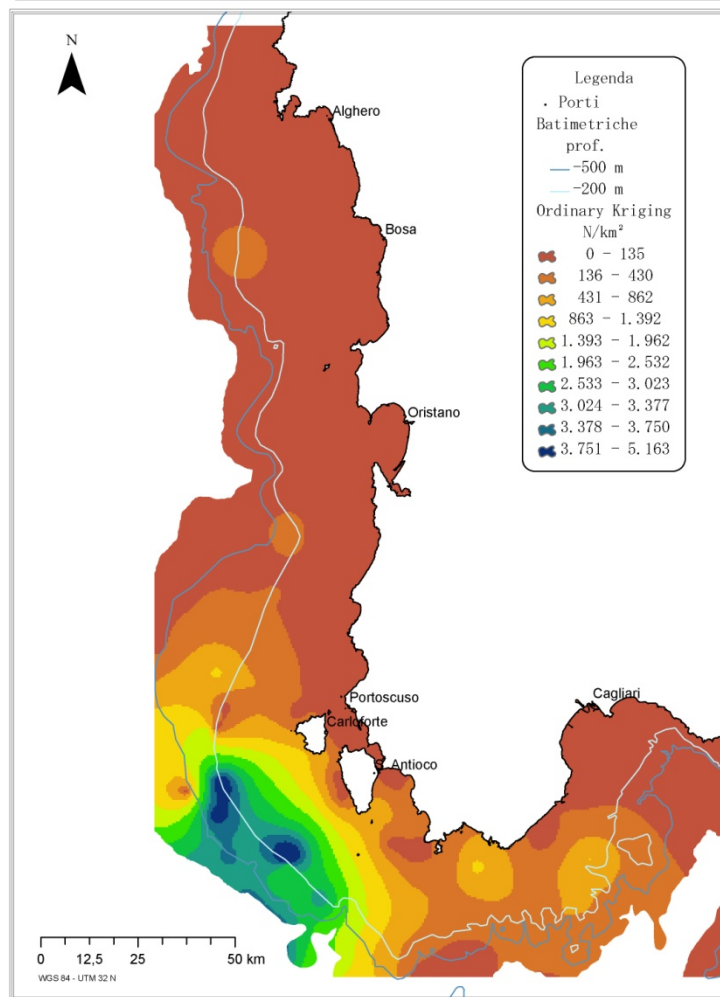 N
Alghero
Bosa
Oristano
Portoscuso
Carloforte
S. Antioco
Cagliari
Legenda
. Porti
Batimetriche
prof.
-500 m
-200 m
Ordinary Kriging
N/km²
0 - 135
136 - 430
431 - 862
863 - 1.392
1.393 - 1.962
1.963 - 2.532
2.533 - 3.023
3.024 - 3.377
3.378 - 3.750
3.751 - 5.163
0 12,5 25 50 km
WGS 84 - UTM 32 N